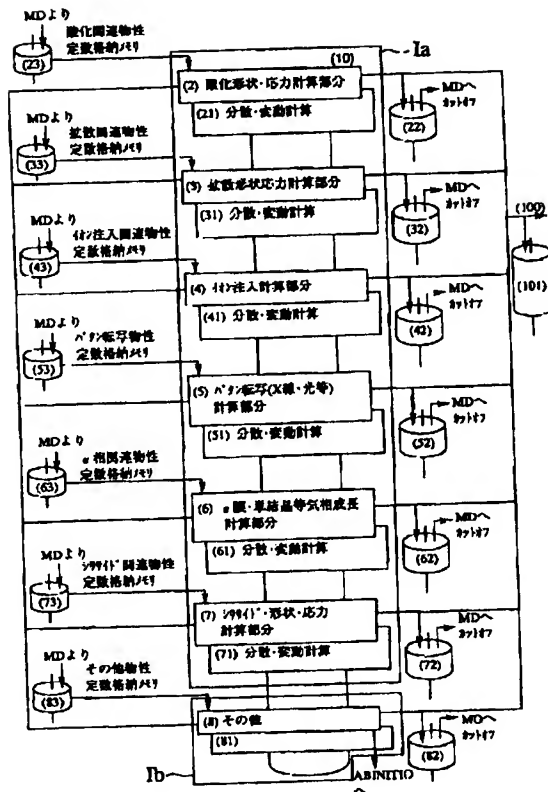 MDより
酸化関連物性
定数格納メモリ
(23)
(10)
Ia
(2) 酸化形状・応力計算部分
(21) 分散・変動計算
MDへ
カットオフ
(22)
MDより
拡散関連物性
定数格納メモリ
(33)
(3) 拡散形状応力計算部分
(31) 分散・変動計算
MDへ
カットオフ
(32)
(100)
(101)
MDより
イオン注入関連物性
定数格納メモリ
(43)
(4) イオン注入計算部分
(41) 分散・変動計算
MDへ
カットオフ
(42)
MDより
パタン転写物性
定数格納メモリ
(53)
(5) パタン転写(X線・光等)
計算部分
(51) 分散・変動計算
MDへ
カットオフ
(52)
MDより
α相関連物性
定数格納メモリ
(63)
(6) α膜・単結晶等気相成長
計算部分
(61) 分散・変動計算
MDへ
カットオフ
(62)
MDより
シリサイド関連物性
定数格納メモリ
(73)
(7) シリサイド・形状・応力
計算部分
(71) 分散・変動計算
MDへ
カットオフ
(72)
MDより
その他物性
定数格納メモリ
(83)
(8) その他
(81)
MDへ
カットオフ
(82)
Ib
ABINITIO